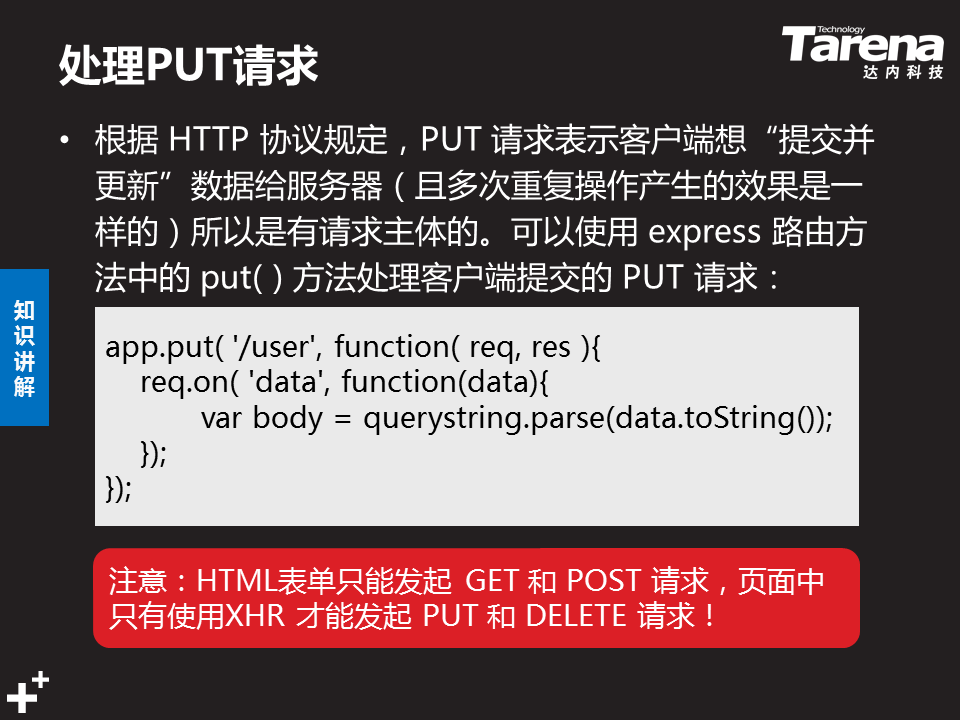 处理PUT请求
Technology
Tarena
达内科技
• 根据 HTTP 协议规定，PUT 请求表示客户端想“提交并
更新”数据给服务器（且多次重复操作产生的效果是一
样的）所以是有请求主体的。可以使用 express 路由方
法中的 put( ) 方法处理客户端提交的 PUT 请求：
知
识
讲
解
app.put( '/user', function( req, res ){
req.on( 'data', function(data){
var body = querystring.parse(data.toString());
});
});
注意：HTML表单只能发起 GET 和 POST 请求，页面中
只有使用XHR 才能发起 PUT 和 DELETE 请求！